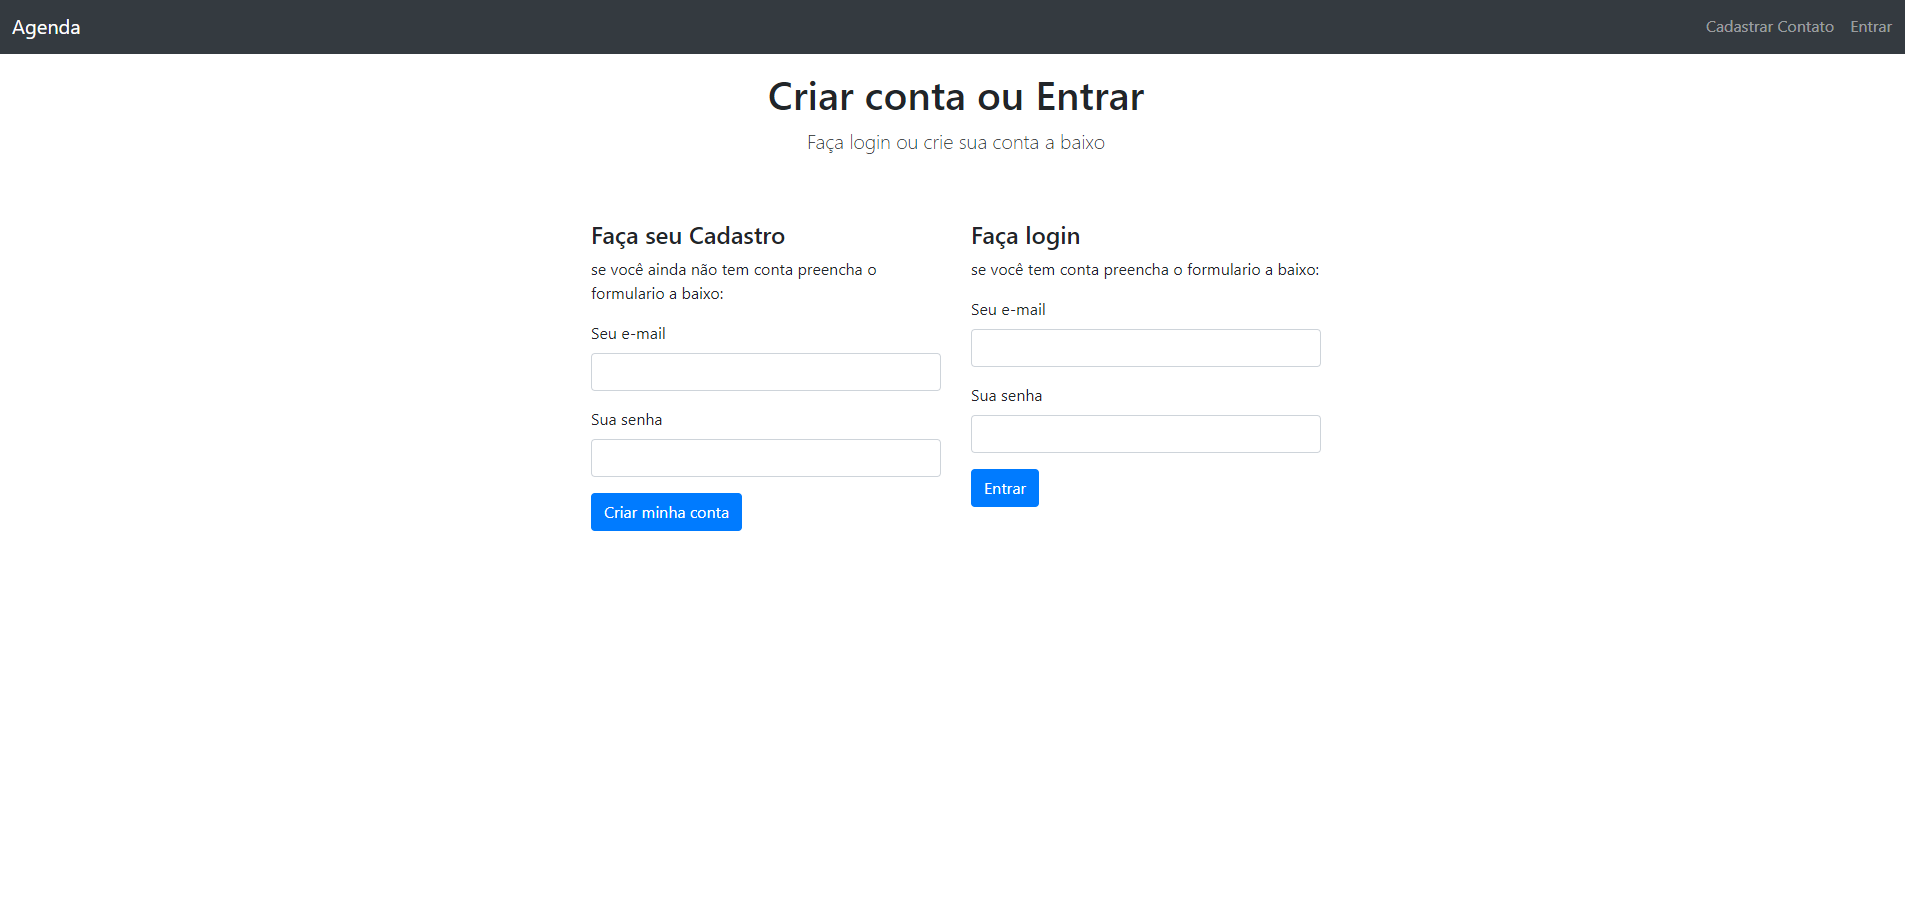 Agenda
Cadastrar Contato
Entrar
Criar conta ou Entrar
Faça login ou crie sua conta a baixo
Faça seu Cadastro
se você ainda não tem conta preencha o
formulario a baixo:
Seu e-mail
Sua senha
Criar minha conta
Faça login
se você tem conta preencha o formulario a baixo:
Seu e-mail
Sua senha
Entrar